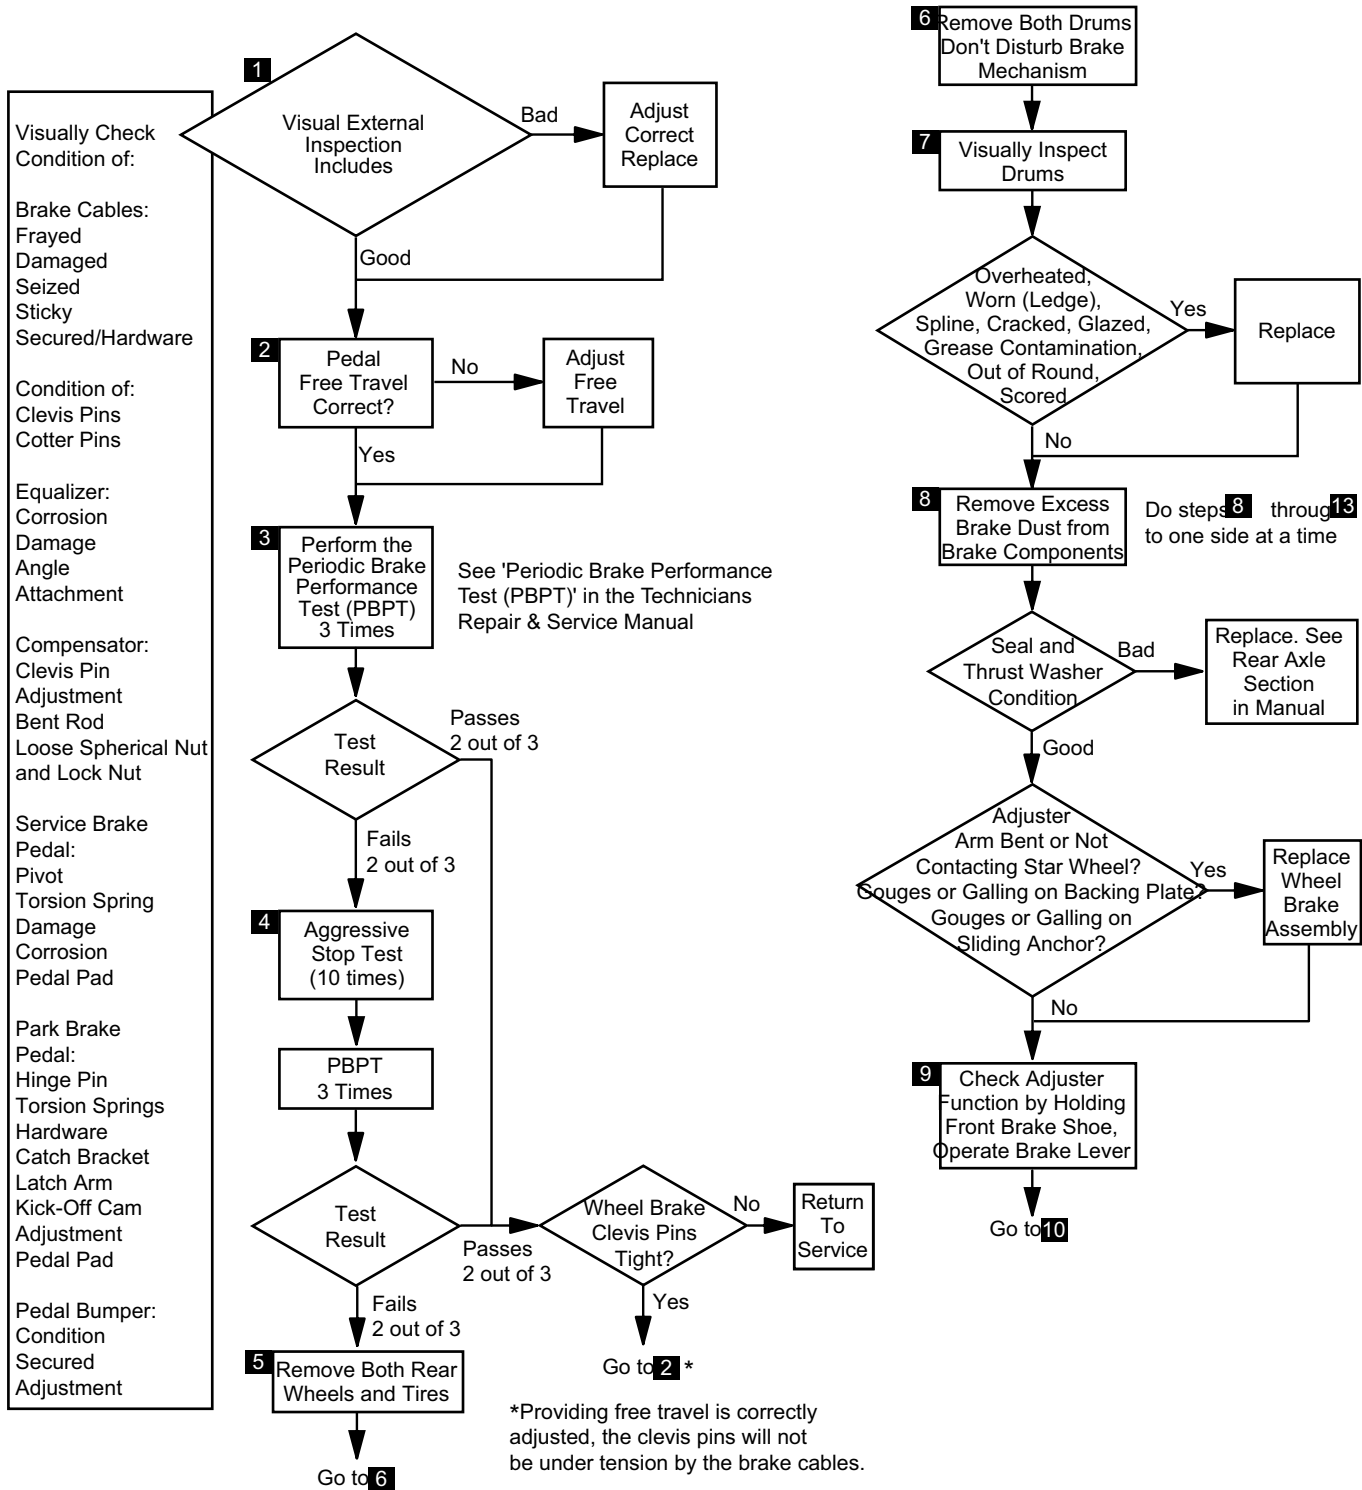 Visually Check
Condition of:
Brake Cables:
Frayed
Damaged
Seized
Sticky
Secured/Hardware
Condition of:
Clevis Pins
Cotter Pins
Equalizer:
Corrosion
Damage
Angle
Attachment
Compensator:
Clevis Pin
Adjustment
Bent Rod
Loose Spherical Nut
and Lock Nut
Service Brake
Pedal:
Pivot
Torsion Spring
Damage
Corrosion
Pedal Pad
Park Brake
Pedal:
Hinge Pin
Torsion Springs
Hardware
Catch Bracket
Latch Arm
Kick-Off Cam
Adjustment
Pedal Pad
Pedal Bumper:
Condition
Secured
Adjustment
1
Visual External
Inspection
Includes
Bad
Adjust
Correct
Replace
Good
2
Pedal
Free Travel
Correct?
No
Adjust
Free
Travel
Yes
3
Perform the
Periodic Brake
Performance
Test (PBPT)
3 Times
See 'Periodic Brake Performance
Test (PBPT)' in the Technicians
Repair & Service Manual
Test
Result
Passes
2 out of 3
Fails
2 out of 3
4
Aggressive
Stop Test
(10 times)
PBPT
3 Times
Test
Result
Passes
2 out of 3
Wheel Brake
Clevis Pins
Tight?
No
Return
To
Service
Yes
Go to 2 *
*Providing free travel is correctly
adjusted, the clevis pins will not
be under tension by the brake cables.
Fails
2 out of 3
5
Remove Both Rear
Wheels and Tires
Go to 6
6
Remove Both Drums
Don't Disturb Brake
Mechanism
7
Visually Inspect
Drums
Overheated,
Worn (Ledge),
Spline, Cracked, Glazed,
Grease Contamination,
Out of Round,
Scored
Yes
Replace
No
8
Remove Excess
Brake Dust from
Brake Components
Do steps 8 throug 13
to one side at a time
Seal and
Thrust Washer
Condition
Bad
Replace. See
Rear Axle
Section
in Manual
Good
Adjuster
Arm Bent or Not
Contacting Star Wheel?
Gouges or Galling on Backing Plate?
Gouges or Galling on
Sliding Anchor?
Yes
Replace
Wheel
Brake
Assembly
No
9
Check Adjuster
Function by Holding
Front Brake Shoe,
Operate Brake Lever
Go to 10